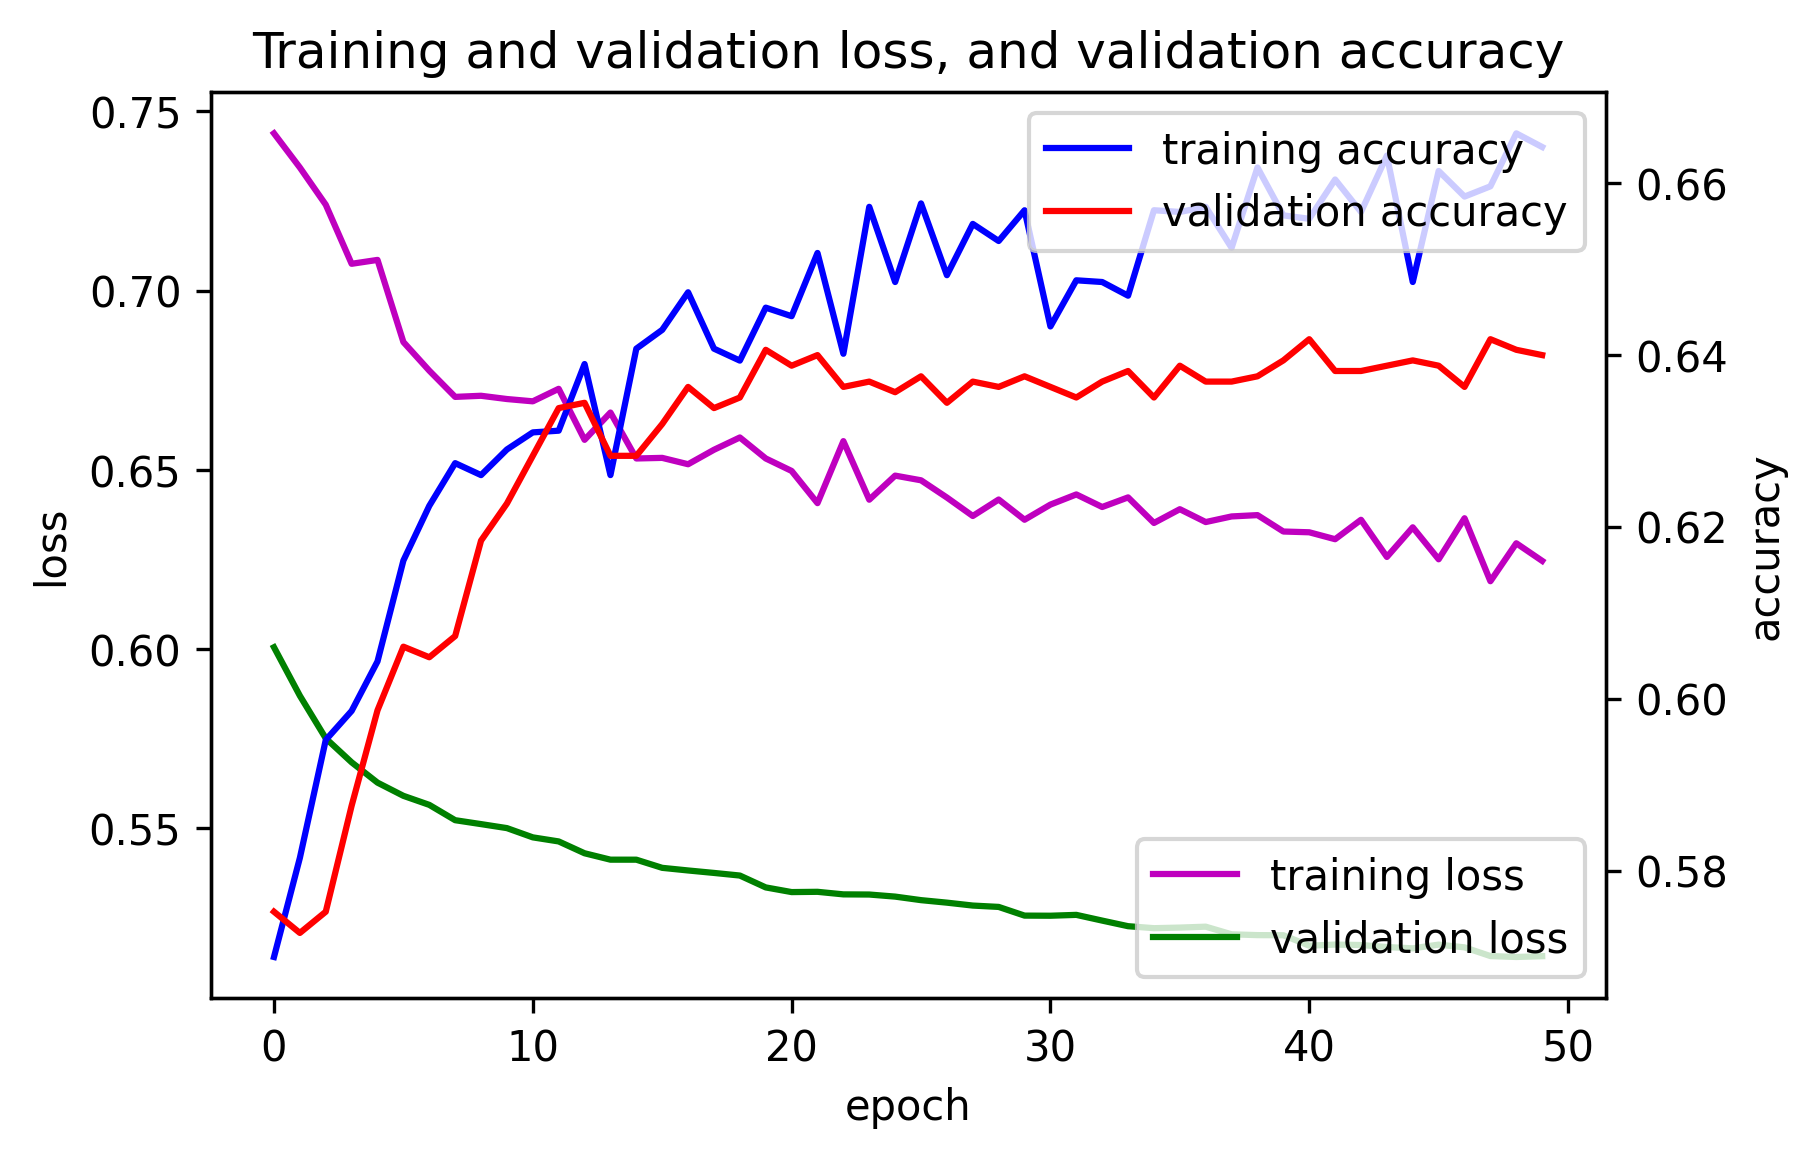 Training and validation loss, and validation accuracy
0.75
0.70
0.65
0.60
0.55
loss
training accuracy
validation accuracy
training loss
validation loss
0.66
0.64
0.62
0.60
0.58
accuracy
0 10 20 30 40 50
epoch